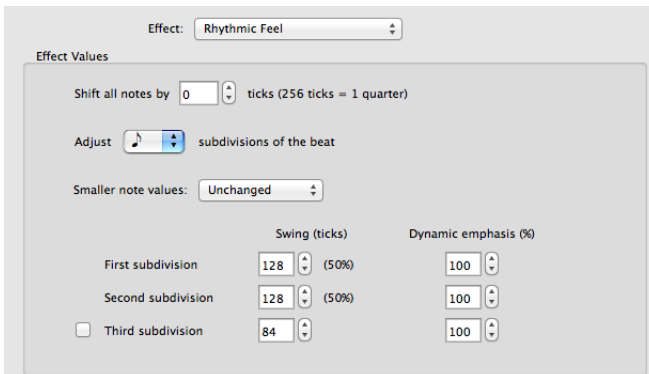 Effect: Rhythmic Feel
Effect Values
Shift all notes by 0 ticks (256 ticks = 1 quarter)
Adjust ♪ subdivisions of the beat
Smaller note values: Unchanged
Swing (ticks) Dynamic emphasis (%)
First subdivision 128 (50%) 100
Second subdivision 128 (50%) 100
Third subdivision 84 100